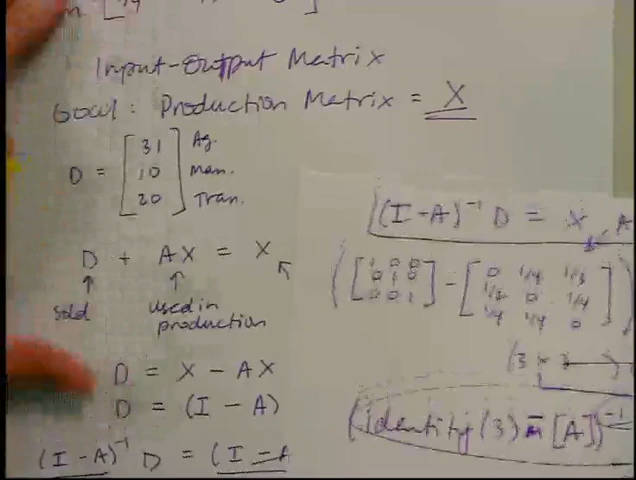 Input-Output Matrix
Goal: Production Matrix = X
D = [31 10 20] Ag. Man. Tran.
D + AX = X
sold used in production
D = X - AX
D = (I - A)
(I - A)⁻¹ D = (I - A
(I - A)⁻¹ D = X A
([1 0 0 0 1 0 0 0 1] - [0 1/4 1/4 0 1/4 1/4 1/4 0])
(3 × 3
(identity(3) - [A])⁻¹